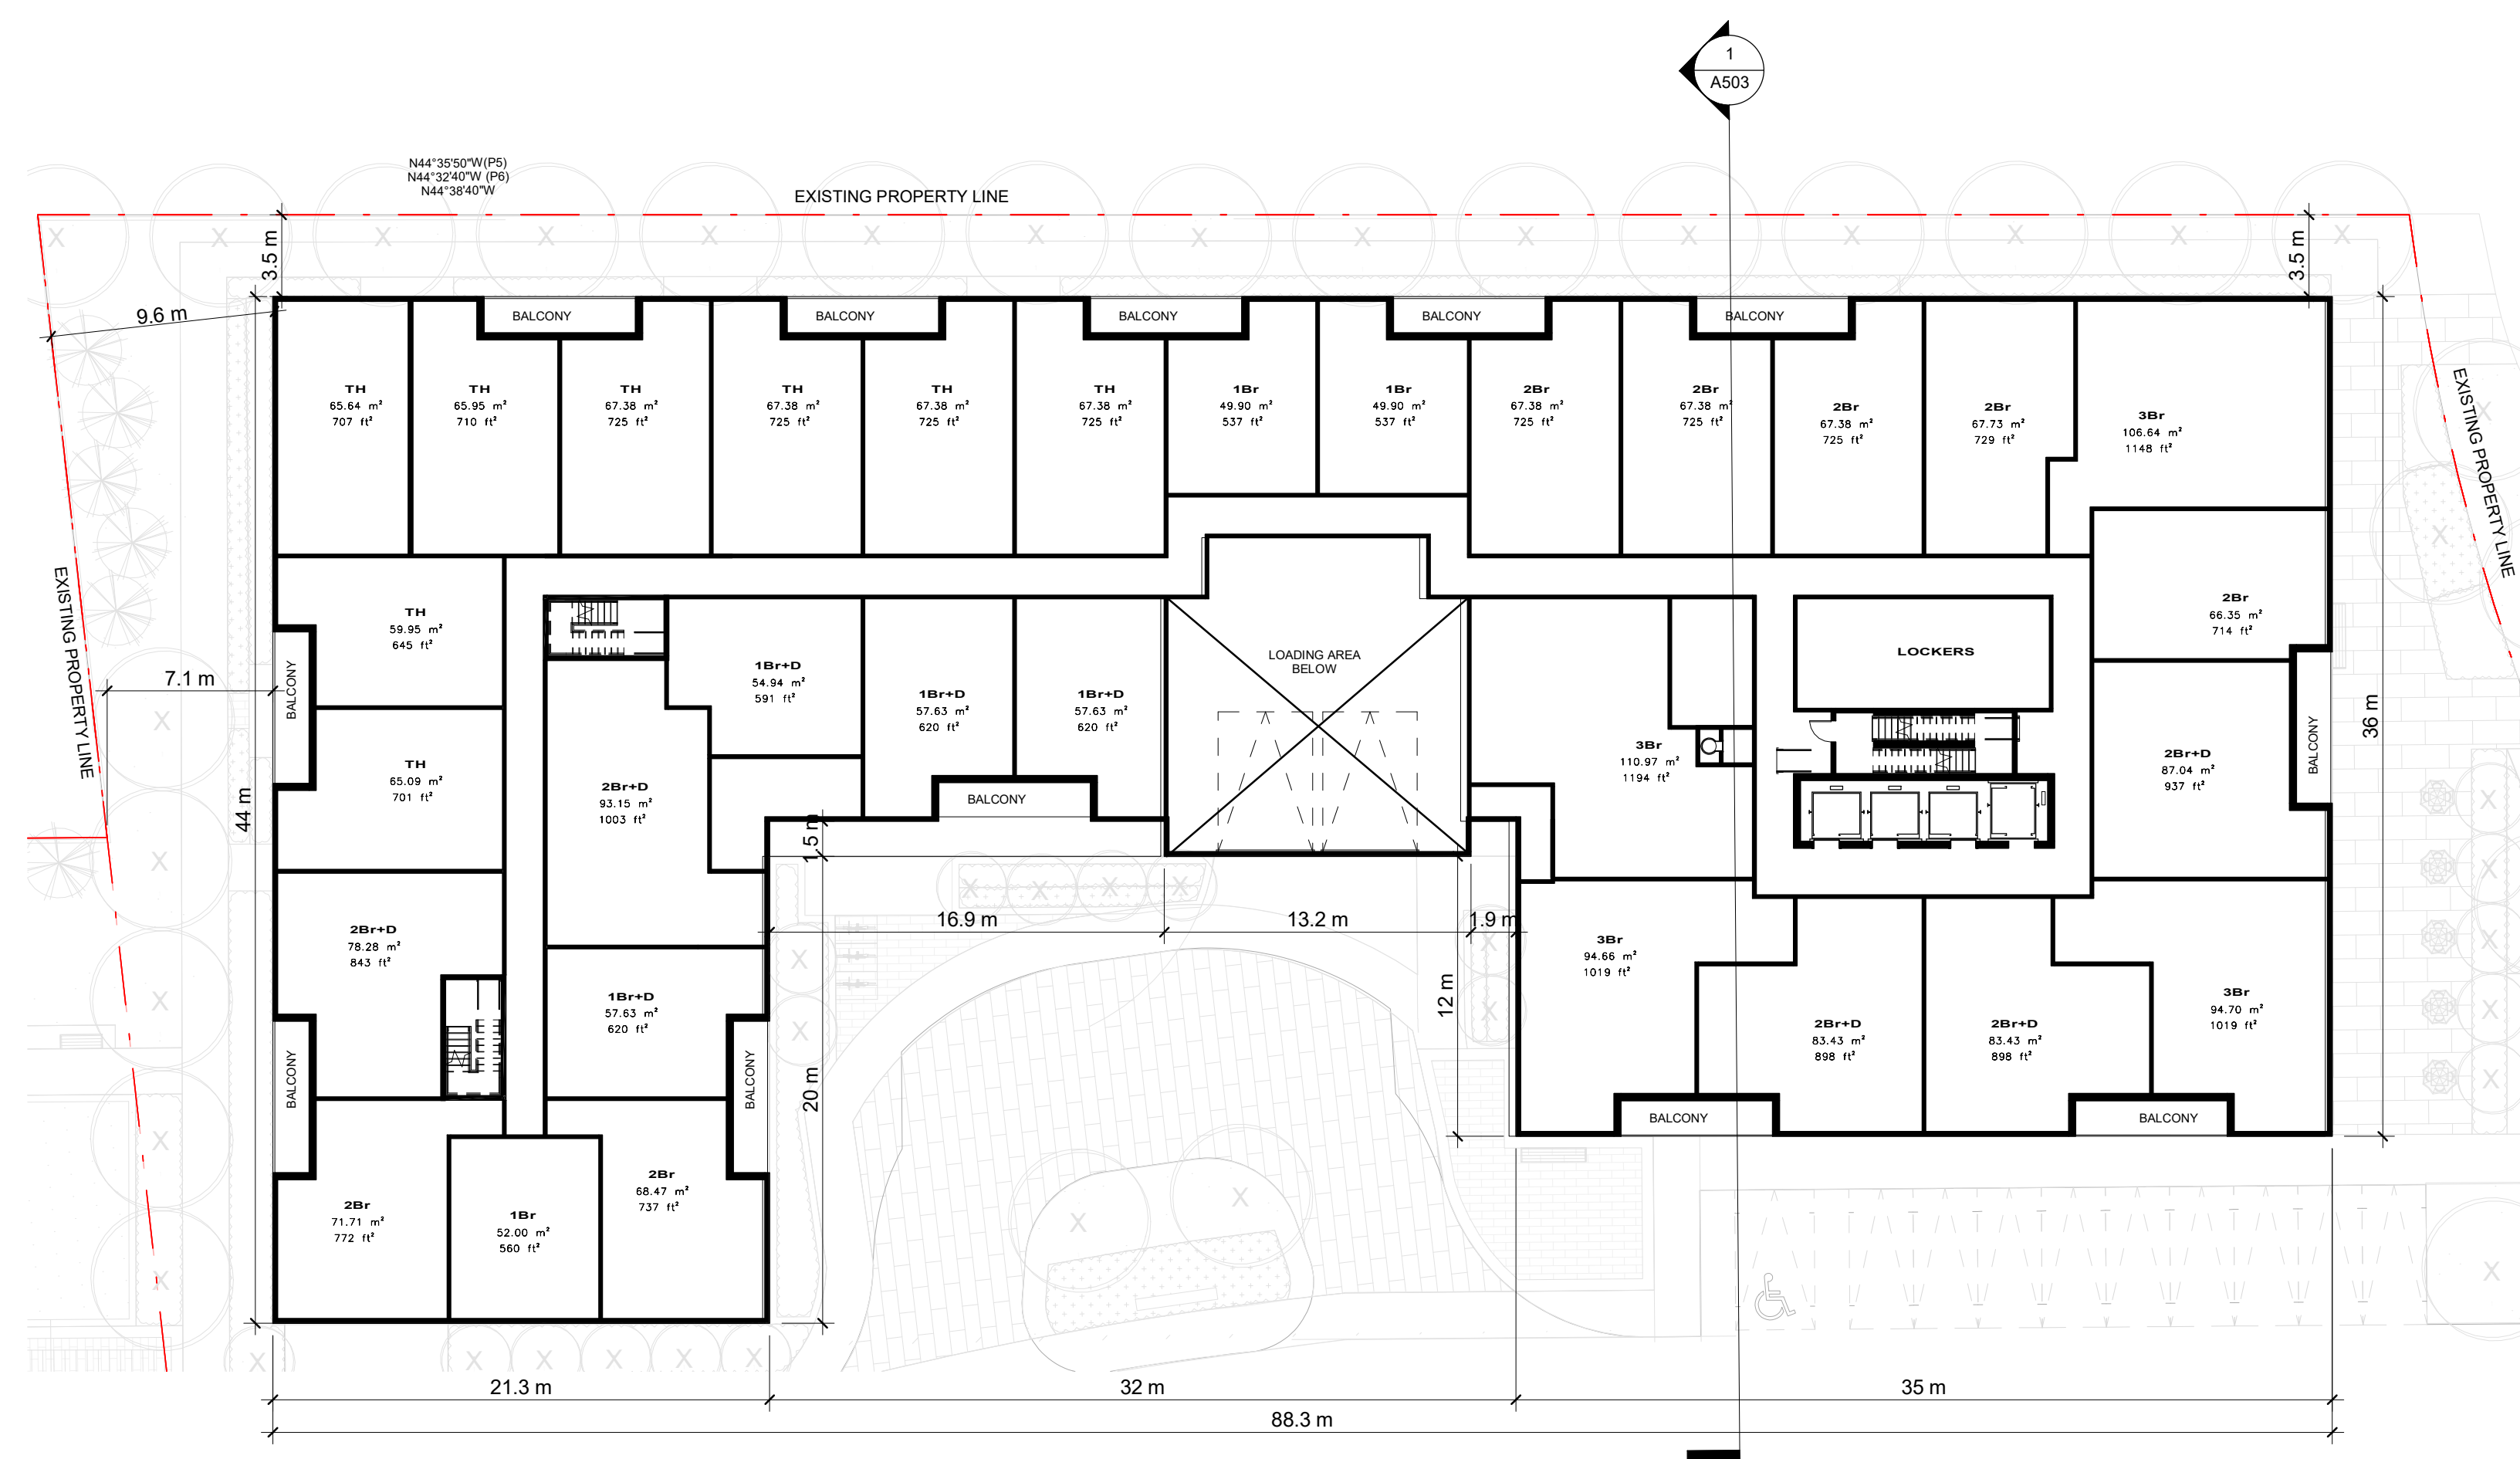 1
A503
N44°35'50"W(P5)
N44°32'40"W (P6)
N44°38'40"W
EXISTING PROPERTY LINE
3.5 m
3.5 m
9.6 m
BALCONY
BALCONY
BALCONY
BALCONY
BALCONY
TH
65.64 m²
707 ft²
TH
65.95 m²
710 ft²
TH
67.38 m²
725 ft²
TH
67.38 m²
725 ft²
TH
67.38 m²
725 ft²
TH
67.38 m²
725 ft²
1Br
49.90 m²
537 ft²
1Br
49.90 m²
537 ft²
2Br
67.38 m²
725 ft²
2Br
67.38 m²
725 ft²
2Br
67.38 m²
725 ft²
2Br
67.73 m²
729 ft²
3Br
106.64 m²
1148 ft²
EXISTING PROPERTY LINE
EXISTING PROPERTY LINE
TH
59.95 m²
645 ft²
2Br
66.35 m²
714 ft²
LOADING AREA
BELOW
LOCKERS
7.1 m
BALCONY
1Br+D
54.94 m²
591 ft²
1Br+D
57.63 m²
620 ft²
1Br+D
57.63 m²
620 ft²
3Br
110.97 m²
1194 ft²
2Br+D
87.04 m²
937 ft²
BALCONY
36 m
TH
65.09 m²
701 ft²
2Br+D
93.15 m²
1003 ft²
BALCONY
44 m
1.5 m
16.9 m
13.2 m
1.9 m
2Br+D
78.28 m²
843 ft²
3Br
94.66 m²
1019 ft²
12 m
1Br+D
57.63 m²
620 ft²
2Br+D
83.43 m²
898 ft²
2Br+D
83.43 m²
898 ft²
3Br
94.70 m²
1019 ft²
BALCONY
BALCONY
20 m
BALCONY
BALCONY
2Br
71.71 m²
772 ft²
1Br
52.00 m²
560 ft²
2Br
68.47 m²
737 ft²
21.3 m
32 m
35 m
88.3 m